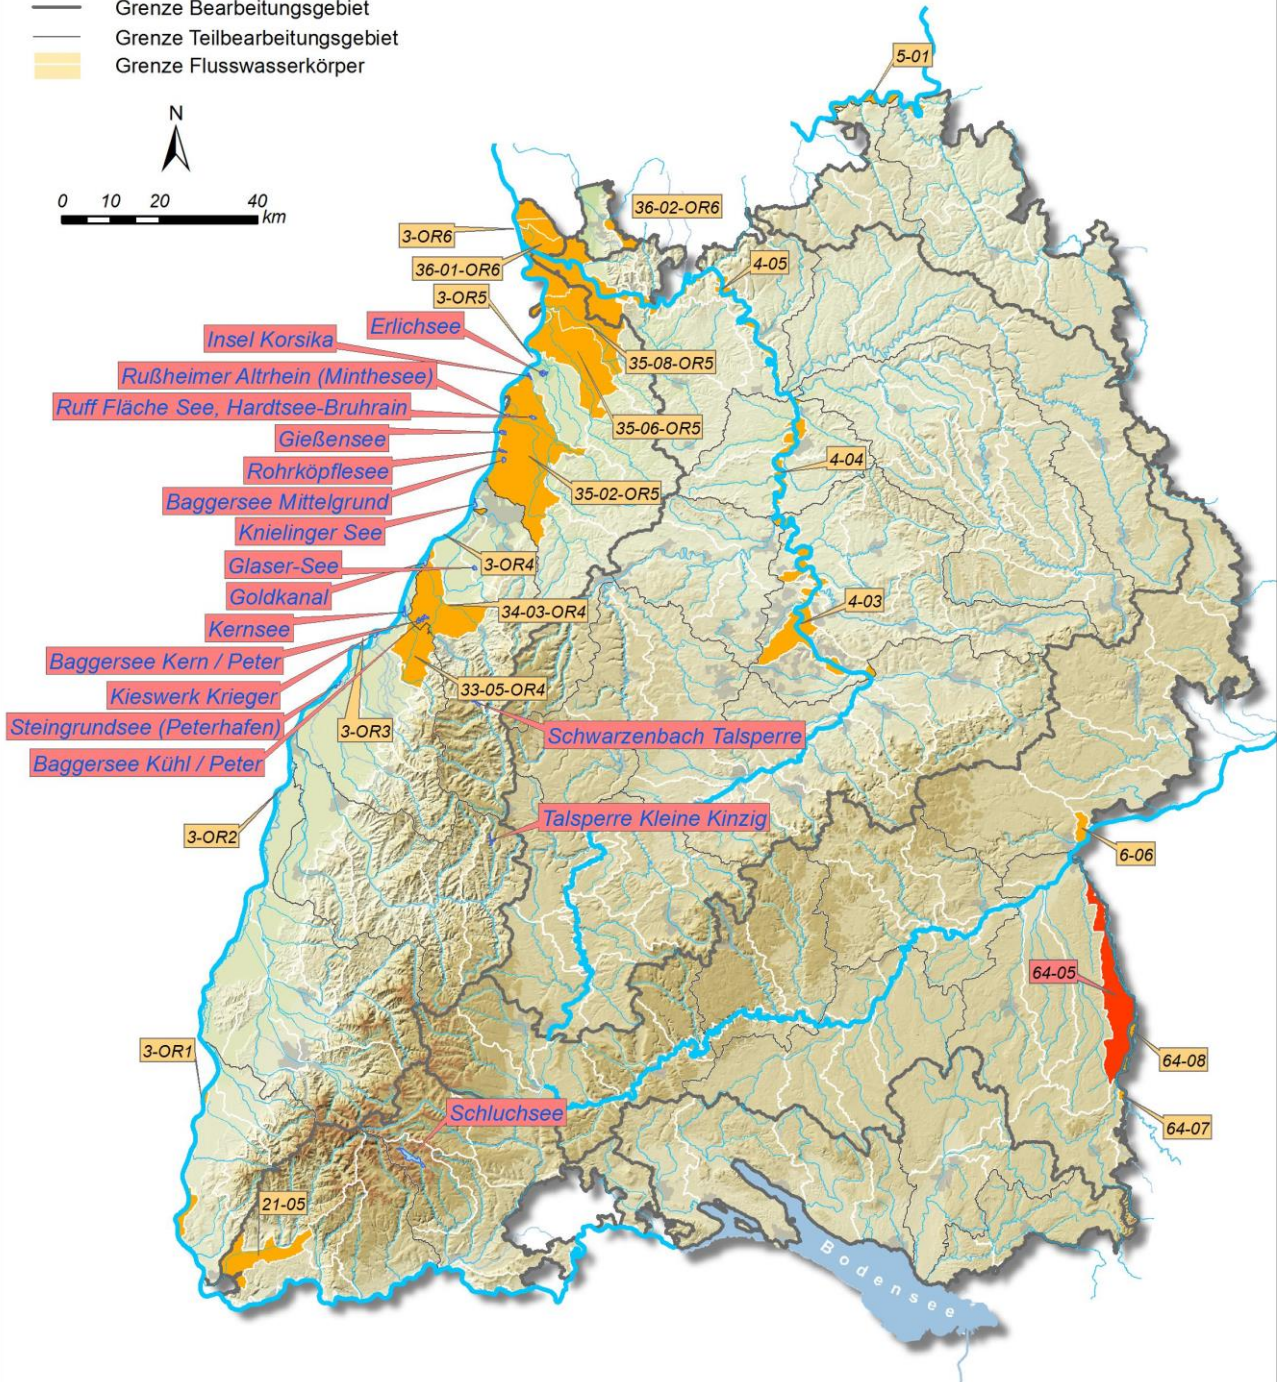 Grenze Bearbeitungsgebiet
Grenze Teilbearbeitungsgebiet
Grenze Flusswasserkörper
N
0 10 20 40
km
5-01
36-02-OR6
3-OR6
36-01-OR6
4-05
3-OR5
Erlichsee
Insel Korsika
35-08-OR5
Rußheimer Altrhein (Minthesee)
Ruff Fläche See, Hardtsee-Bruhrain
35-06-OR5
Gießensee
4-04
Rohrköpflesee
35-02-OR5
Baggersee Mittelgrund
Knielinger See
3-OR4
Glaser-See
Goldkanal
4-03
34-03-OR4
Kernsee
Baggersee Kern / Peter
33-05-OR4
Kieswerk Krieger
Steingrundsee (Peterhafen)
3-OR3
Schwarzenbach Talsperre
Baggersee Kühl / Peter
Talsperre Kleine Kinzig
3-OR2
6-06
64-05
3-OR1
64-08
Schluchsee
64-07
21-05
Bodensee